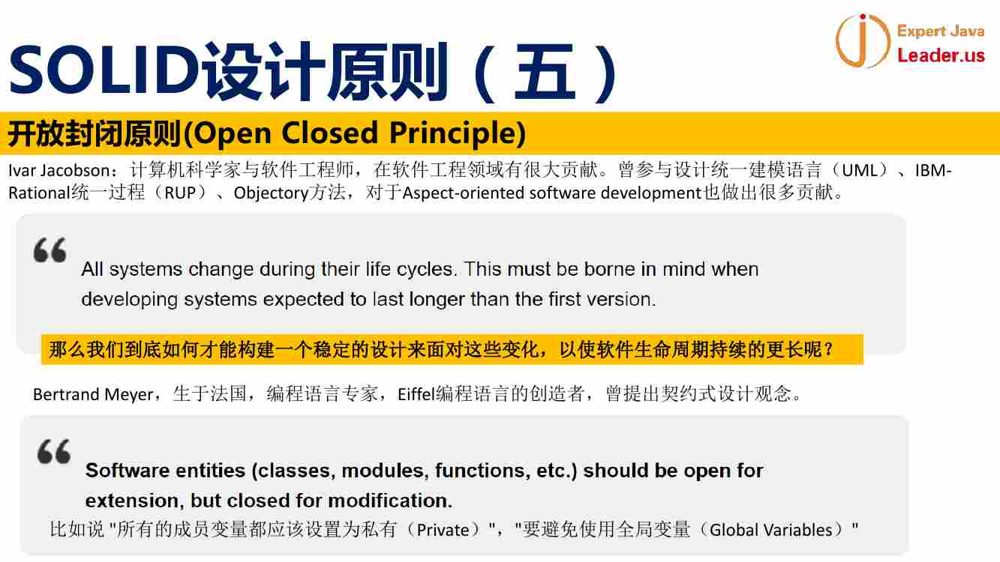 SOLID设计原则（五）
Expert Java
Leader.us
开放封闭原则(Open Closed Principle)
Ivar Jacobson：计算机科学家与软件工程师，在软件工程领域有很大贡献。曾参与设计统一建模语言（UML）、IBM-
Rational统一过程（RUP）、Objectory方法，对于Aspect-oriented software development也做出很多贡献。
All systems change during their life cycles. This must be borne in mind when
developing systems expected to last longer than the first version.
那么我们到底如何才能构建一个稳定的设计来面对这些变化，以使软件生命周期持续的更长呢？
Bertrand Meyer，生于法国，编程语言专家，Eiffel编程语言的创造者，曾提出契约式设计观念。
Software entities (classes, modules, functions, etc.) should be open for
extension, but closed for modification.
比如说 "所有的成员变量都应该设置为私有（Private）"，"要避免使用全局变量（Global Variables）"